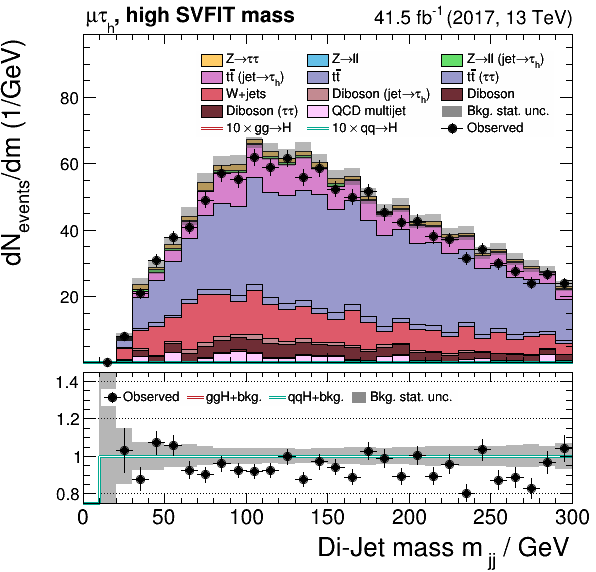 μτh, high SVFIT mass 41.5 fb⁻¹ (2017, 13 TeV)
dNevents/dm (1/GeV)
80
60
40
20
Z→ττ Z→ll Z→ll (jet→τh)
tt̄ (jet→τh) tt̄ tt̄ (ττ)
W+jets Diboson (jet→τh) Diboson
Diboson (ττ) QCD multijet Bkg. stat. unc.
10 × gg→H 10 × qq→H Observed
1.4
1.2
1
0.8
Observed ggH+bkg. qqH+bkg. Bkg. stat. unc.
0 50 100 150 200 250 300
Di-Jet mass mjj / GeV